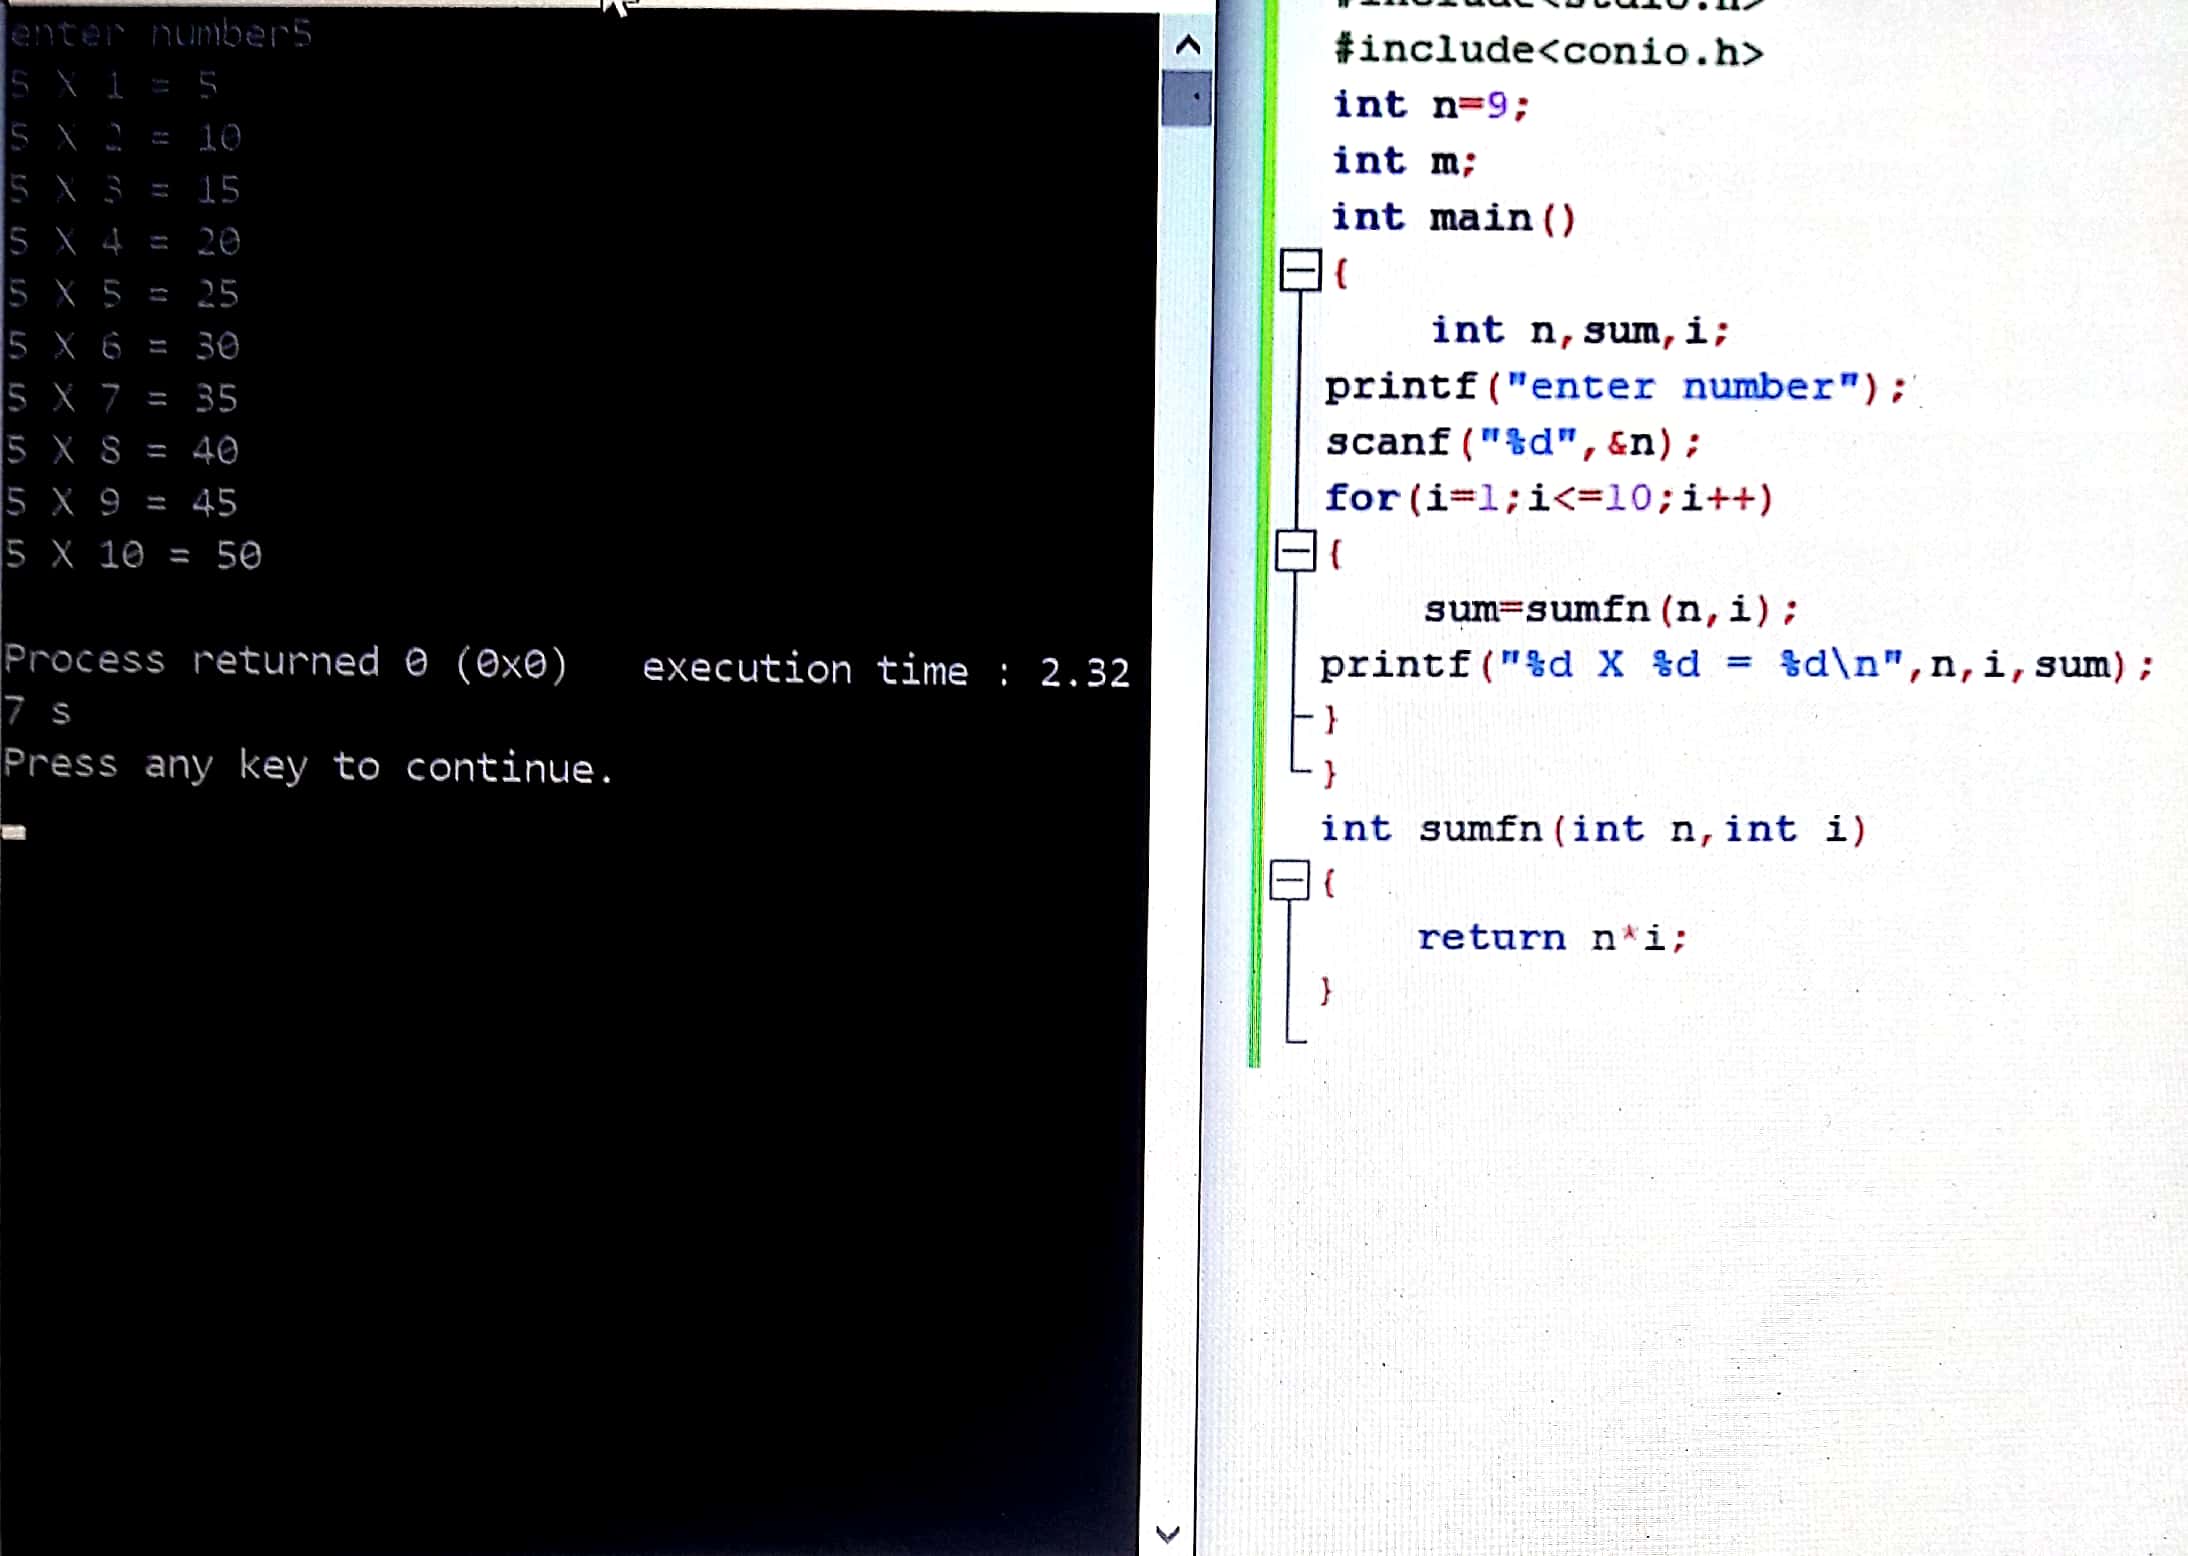 enter number5
5 X 1 = 5
5 X 2 = 10
5 X 3 = 15
5 X 4 = 20
5 X 5 = 25
5 X 6 = 30
5 X 7 = 35
5 X 8 = 40
5 X 9 = 45
5 X 10 = 50
Process returned 0 (0x0)   execution time : 2.32
7 s
Press any key to continue.
#include<stdio.h>
#include<conio.h>
int n=9;
int m;
int main()
{
int n,sum,i;
printf("enter number");
scanf("%d",&n);
for(i=1;i<=10;i++)
{
sum=sumfn(n,i);
printf("%d X %d = %d\n",n,i,sum);
}
}
int sumfn(int n,int i)
{
return n*i;
}